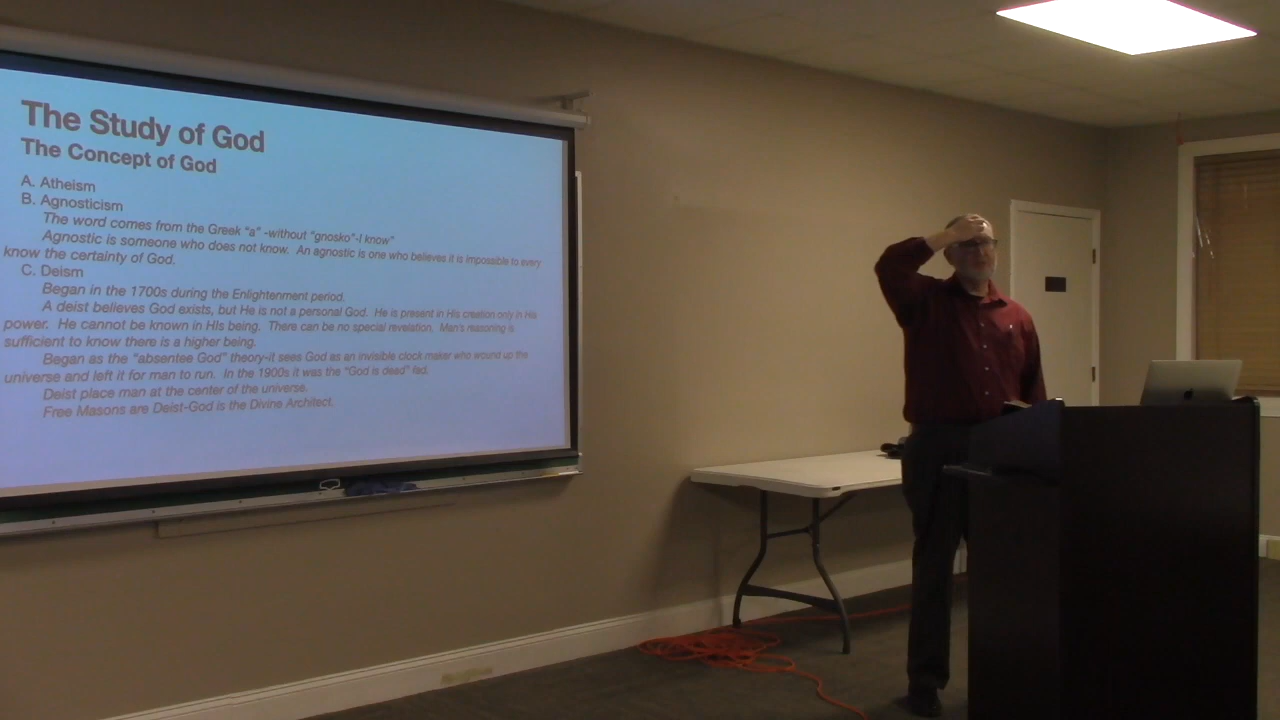 The Study of God
The Concept of God
A. Atheism
B. Agnosticism
The word comes from the Greek "a" -without "gnosko"-I know"
Agnostic is someone who does not know. An agnostic is one who believes it is impossible to every
know the certainty of God.
C. Deism
Began in the 1700s during the Enlightenment period.
A deist believes God exists, but He is not a personal God. He is present in His creation only in His
power. He cannot be known in HIs being. There can be no special revelation. Man's reasoning is
sufficient to know there is a higher being.
Began as the "absentee God" theory-it sees God as an invisible clock maker who wound up the
universe and left it for man to run. In the 1900s it was the "God is dead" fad.
Deist place man at the center of the universe.
Free Masons are Deist-God is the Divine Architect.